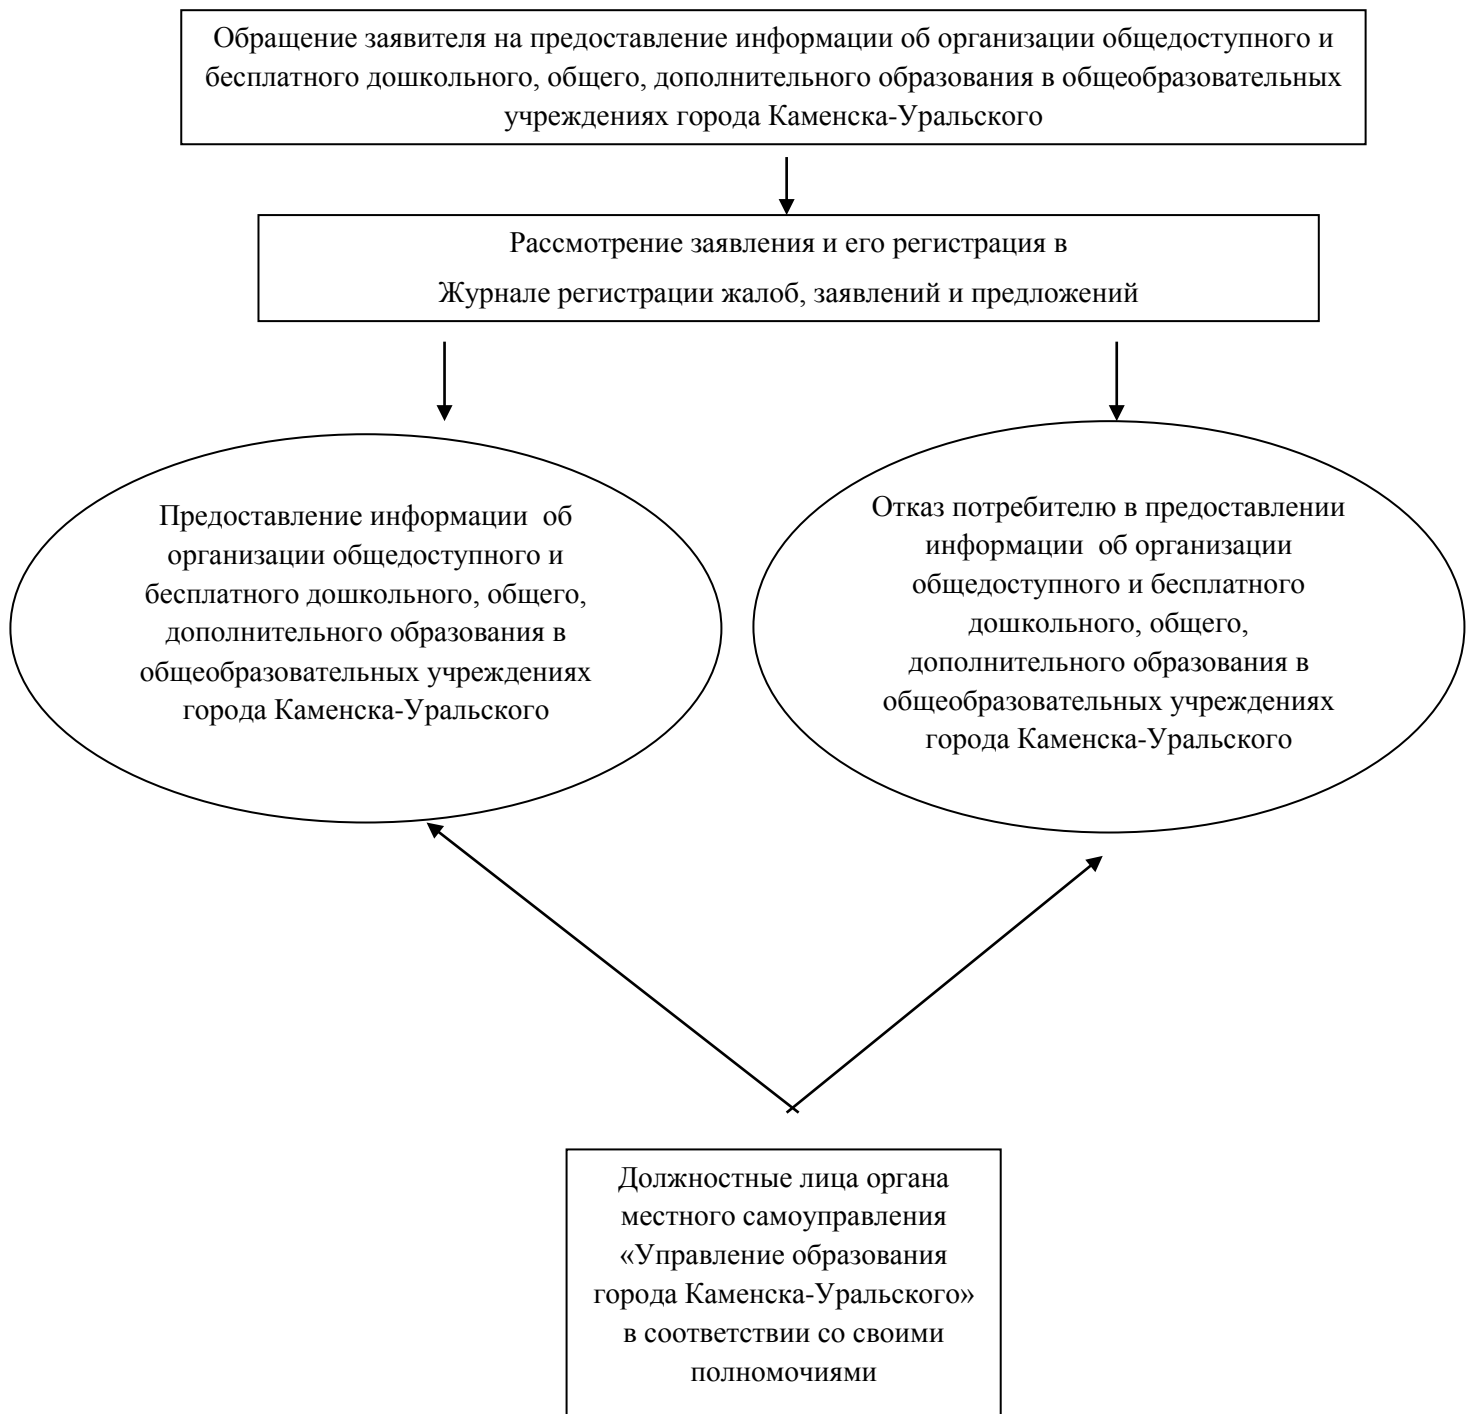 Обращение заявителя на предоставление информации об организации общедоступного и
бесплатного дошкольного, общего, дополнительного образования в общеобразовательных
учреждениях города Каменска-Уральского
Рассмотрение заявления и его регистрация в
Журнале регистрации жалоб, заявлений и предложений
Предоставление информации  об
организации общедоступного и
бесплатного дошкольного, общего,
дополнительного образования в
общеобразовательных учреждениях
города Каменска-Уральского
Отказ потребителю в предоставлении
информации  об организации
общедоступного и бесплатного
дошкольного, общего,
дополнительного образования в
общеобразовательных учреждениях
города Каменска-Уральского
Должностные лица органа
местного самоуправления
«Управление образования
города Каменска-Уральского»
в соответствии со своими
полномочиями